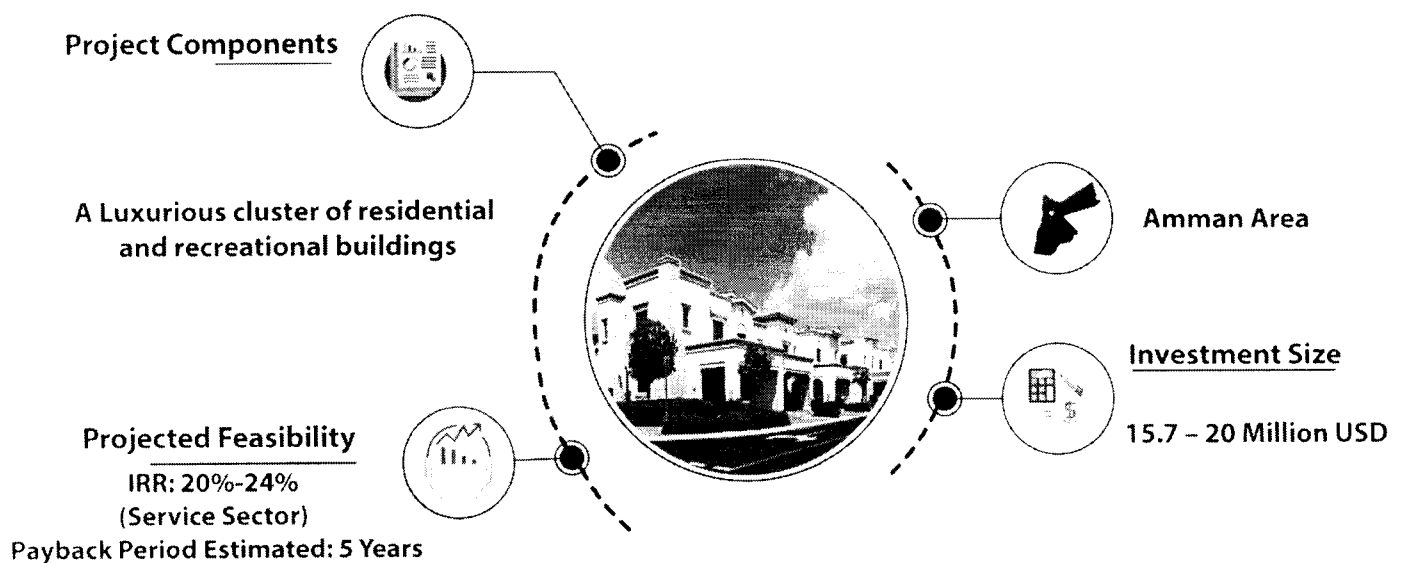 Project Components
A Luxurious cluster of residential
and recreational buildings
Projected Feasibility
IRR: 20%-24%
(Service Sector)
Payback Period Estimated: 5 Years
Amman Area
Investment Size
15.7 – 20 Million USD